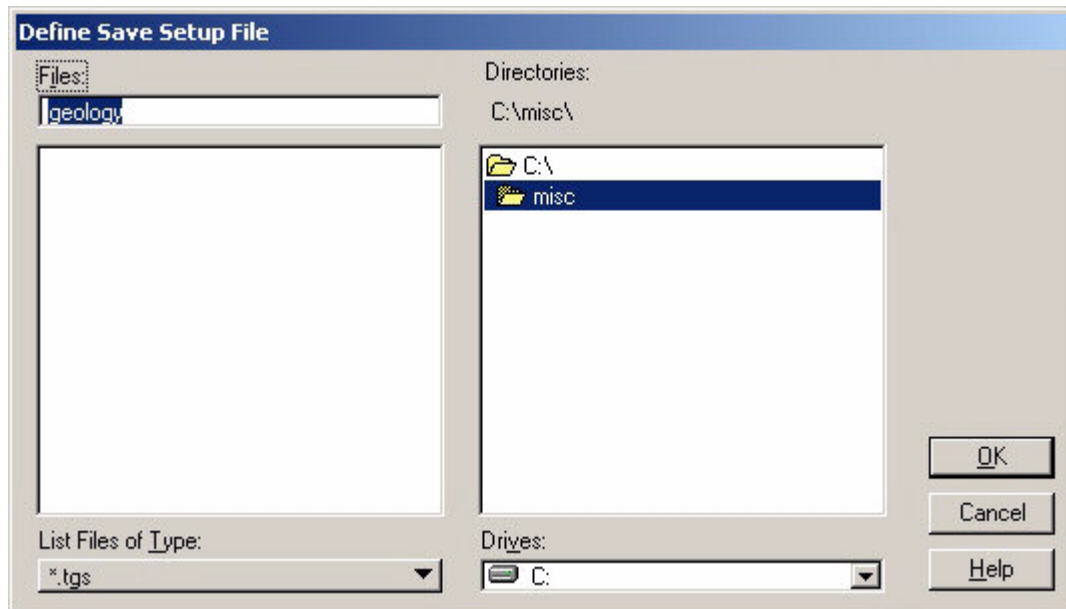 Define Save Setup File
Files:
geology
Directories:
C:\misc\
C:\
misc
OK
Cancel
Help
List Files of Type:
*.tgs
Drives:
C: